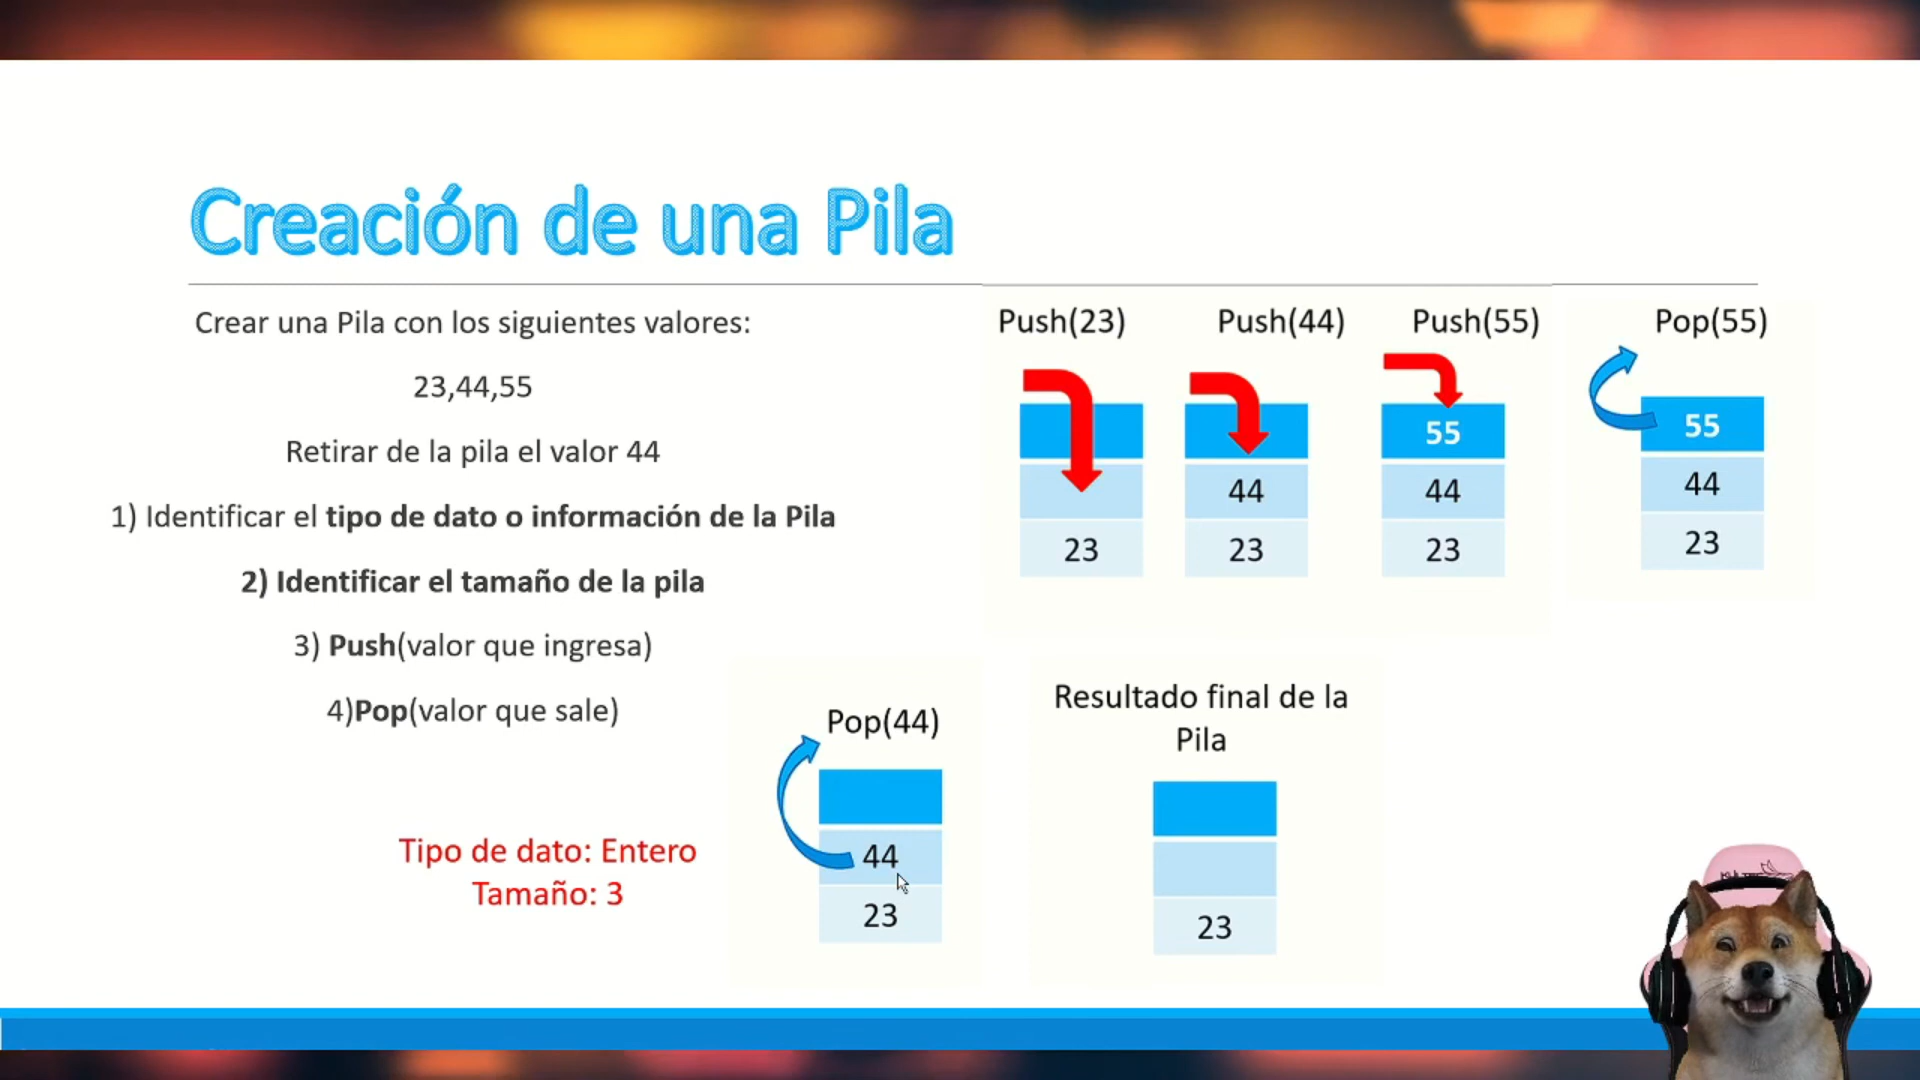 Creación de una Pila
Crear una Pila con los siguientes valores:
23,44,55
Retirar de la pila el valor 44
1) Identificar el tipo de dato o información de la Pila
2) Identificar el tamaño de la pila
3) Push(valor que ingresa)
4)Pop(valor que sale)
Tipo de dato: Entero
Tamaño: 3
Push(23)
23
Push(44)
44
23
Push(55)
55
44
23
Pop(55)
55
44
23
Pop(44)
44
23
Resultado final de la
Pila
23